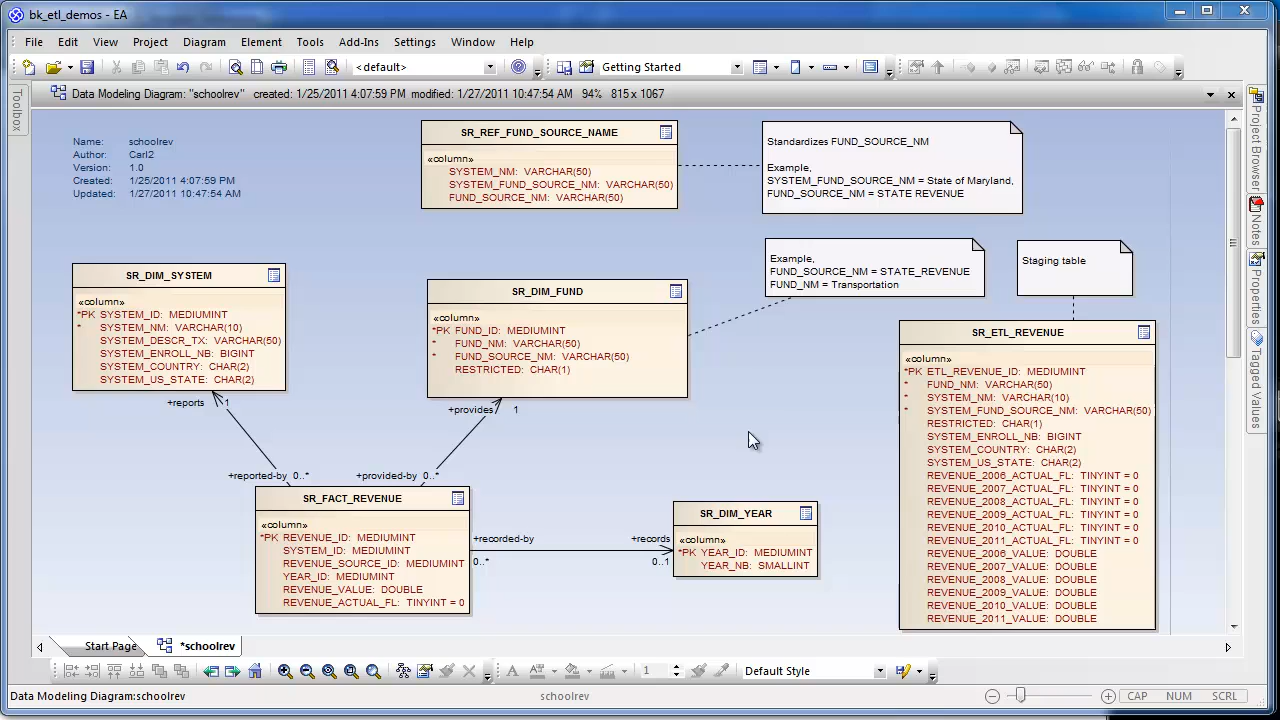 bk_etl_demos - EA
File Edit View Project Diagram Element Tools Add-Ins Settings Window Help
<default> Getting Started
Data Modeling Diagram: "schoolrev" created: 1/25/2011 4:07:59 PM modified: 1/27/2011 10:47:54 AM 94% 815 x 1067
Toolbox
Project Browser
Notes
Properties
Tagged Values
Name: schoolrev
Author: Carl2
Version: 1.0
Created: 1/25/2011 4:07:59 PM
Updated: 1/27/2011 10:47:54 AM
SR_REF_FUND_SOURCE_NAME
«column»
SYSTEM_NM: VARCHAR(50)
SYSTEM_FUND_SOURCE_NM: VARCHAR(50)
FUND_SOURCE_NM: VARCHAR(50)
Standardizes FUND_SOURCE_NM
Example,
SYSTEM_FUND_SOURCE_NM = State of Maryland,
FUND_SOURCE_NM = STATE REVENUE
SR_DIM_SYSTEM
«column»
*PK SYSTEM_ID: MEDIUMINT
* SYSTEM_NM: VARCHAR(10)
SYSTEM_DESCR_TX: VARCHAR(50)
SYSTEM_ENROLL_NB: BIGINT
SYSTEM_COUNTRY: CHAR(2)
SYSTEM_US_STATE: CHAR(2)
SR_DIM_FUND
«column»
*PK FUND_ID: MEDIUMINT
* FUND_NM: VARCHAR(50)
* FUND_SOURCE_NM: VARCHAR(50)
RESTRICTED: CHAR(1)
Example,
FUND_SOURCE_NM = STATE_REVENUE
FUND_NM = Transportation
Staging table
SR_ETL_REVENUE
«column»
*PK ETL_REVENUE_ID: MEDIUMINT
* FUND_NM: VARCHAR(50)
* SYSTEM_NM: VARCHAR(10)
* SYSTEM_FUND_SOURCE_NM: VARCHAR(50)
RESTRICTED: CHAR(1)
SYSTEM_ENROLL_NB: BIGINT
SYSTEM_COUNTRY: CHAR(2)
SYSTEM_US_STATE: CHAR(2)
REVENUE_2006_ACTUAL_FL: TINYINT = 0
REVENUE_2007_ACTUAL_FL: TINYINT = 0
REVENUE_2008_ACTUAL_FL: TINYINT = 0
REVENUE_2009_ACTUAL_FL: TINYINT = 0
REVENUE_2010_ACTUAL_FL: TINYINT = 0
REVENUE_2011_ACTUAL_FL: TINYINT = 0
REVENUE_2006_VALUE: DOUBLE
REVENUE_2007_VALUE: DOUBLE
REVENUE_2008_VALUE: DOUBLE
REVENUE_2009_VALUE: DOUBLE
REVENUE_2010_VALUE: DOUBLE
REVENUE_2011_VALUE: DOUBLE
+reports 1
+provides 1
+reported-by 0..*
+provided-by 0..*
SR_FACT_REVENUE
«column»
*PK REVENUE_ID: MEDIUMINT
SYSTEM_ID: MEDIUMINT
REVENUE_SOURCE_ID: MEDIUMINT
YEAR_ID: MEDIUMINT
REVENUE_VALUE: DOUBLE
REVENUE_ACTUAL_FL: TINYINT = 0
+recorded-by +records
0..* 0..1
SR_DIM_YEAR
«column»
*PK YEAR_ID: MEDIUMINT
YEAR_NB: SMALLINT
Start Page *schoolrev
A 1 Default Style
Data Modeling Diagram:schoolrev schoolrev CAP NUM SCRL